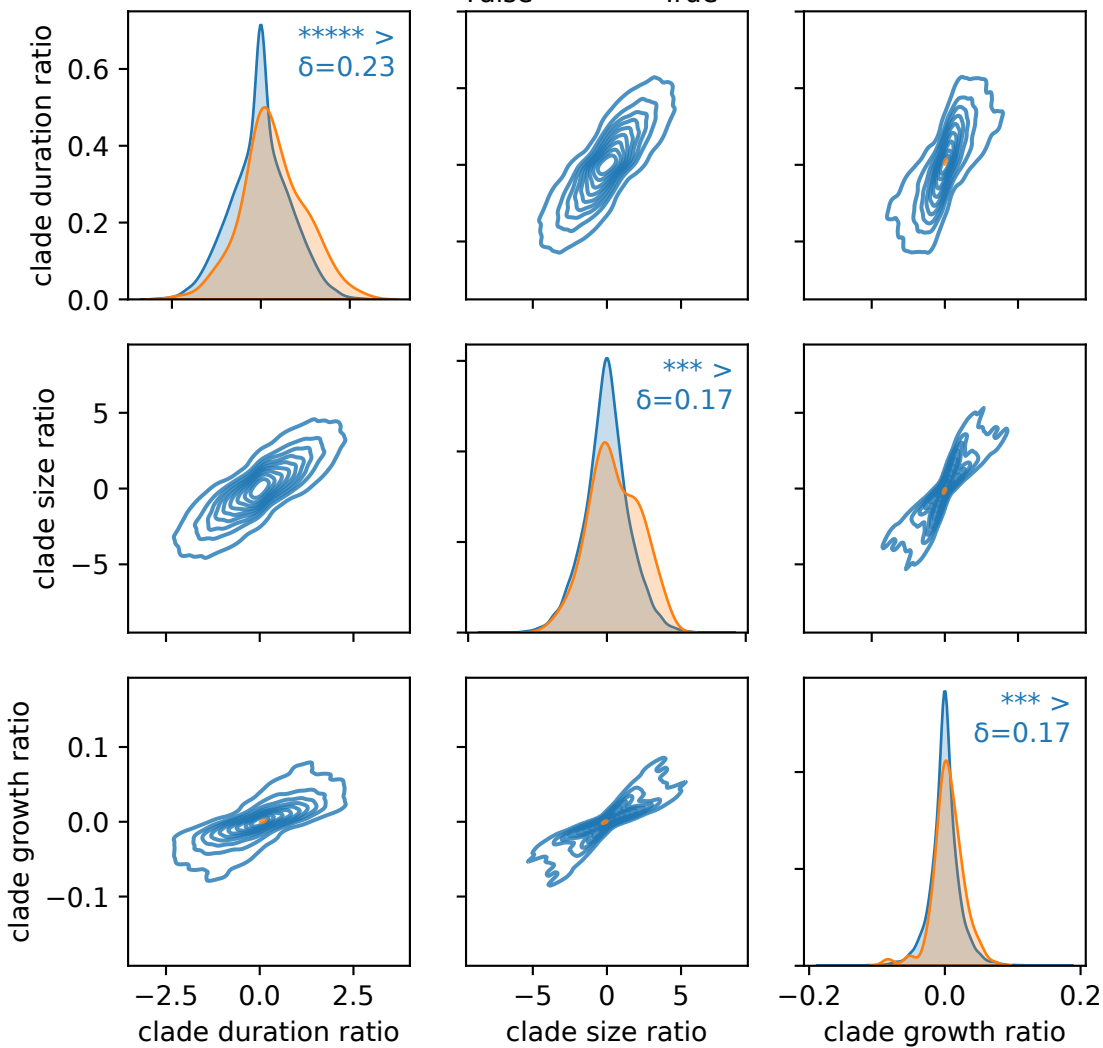 clade duration ratio
0.6
0.4
0.2
0.0
***** >
δ=0.23
clade size ratio
5
0
−5
*** >
δ=0.17
clade growth ratio
0.1
0.0
−0.1
*** >
δ=0.17
−2.5 0.0 2.5
−5 0 5
−0.2 0.0 0.2
clade duration ratio
clade size ratio
clade growth ratio